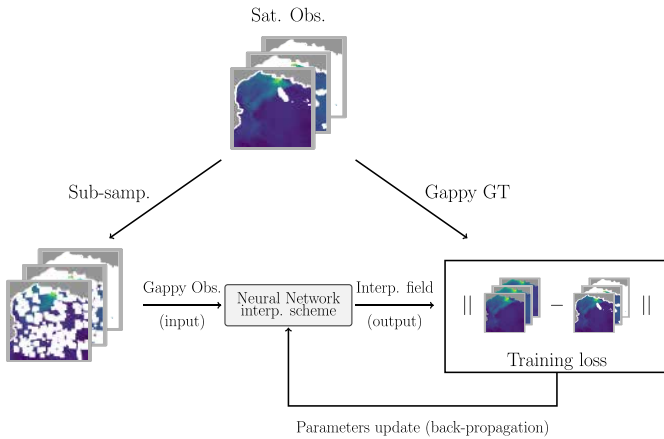 Sat. Obs.
Sub-samp.
Gappy GT
Gappy Obs.
(input)
Neural Network
interp. scheme
Interp. field
(output)
|| − ||
Training loss
Parameters update (back-propagation)